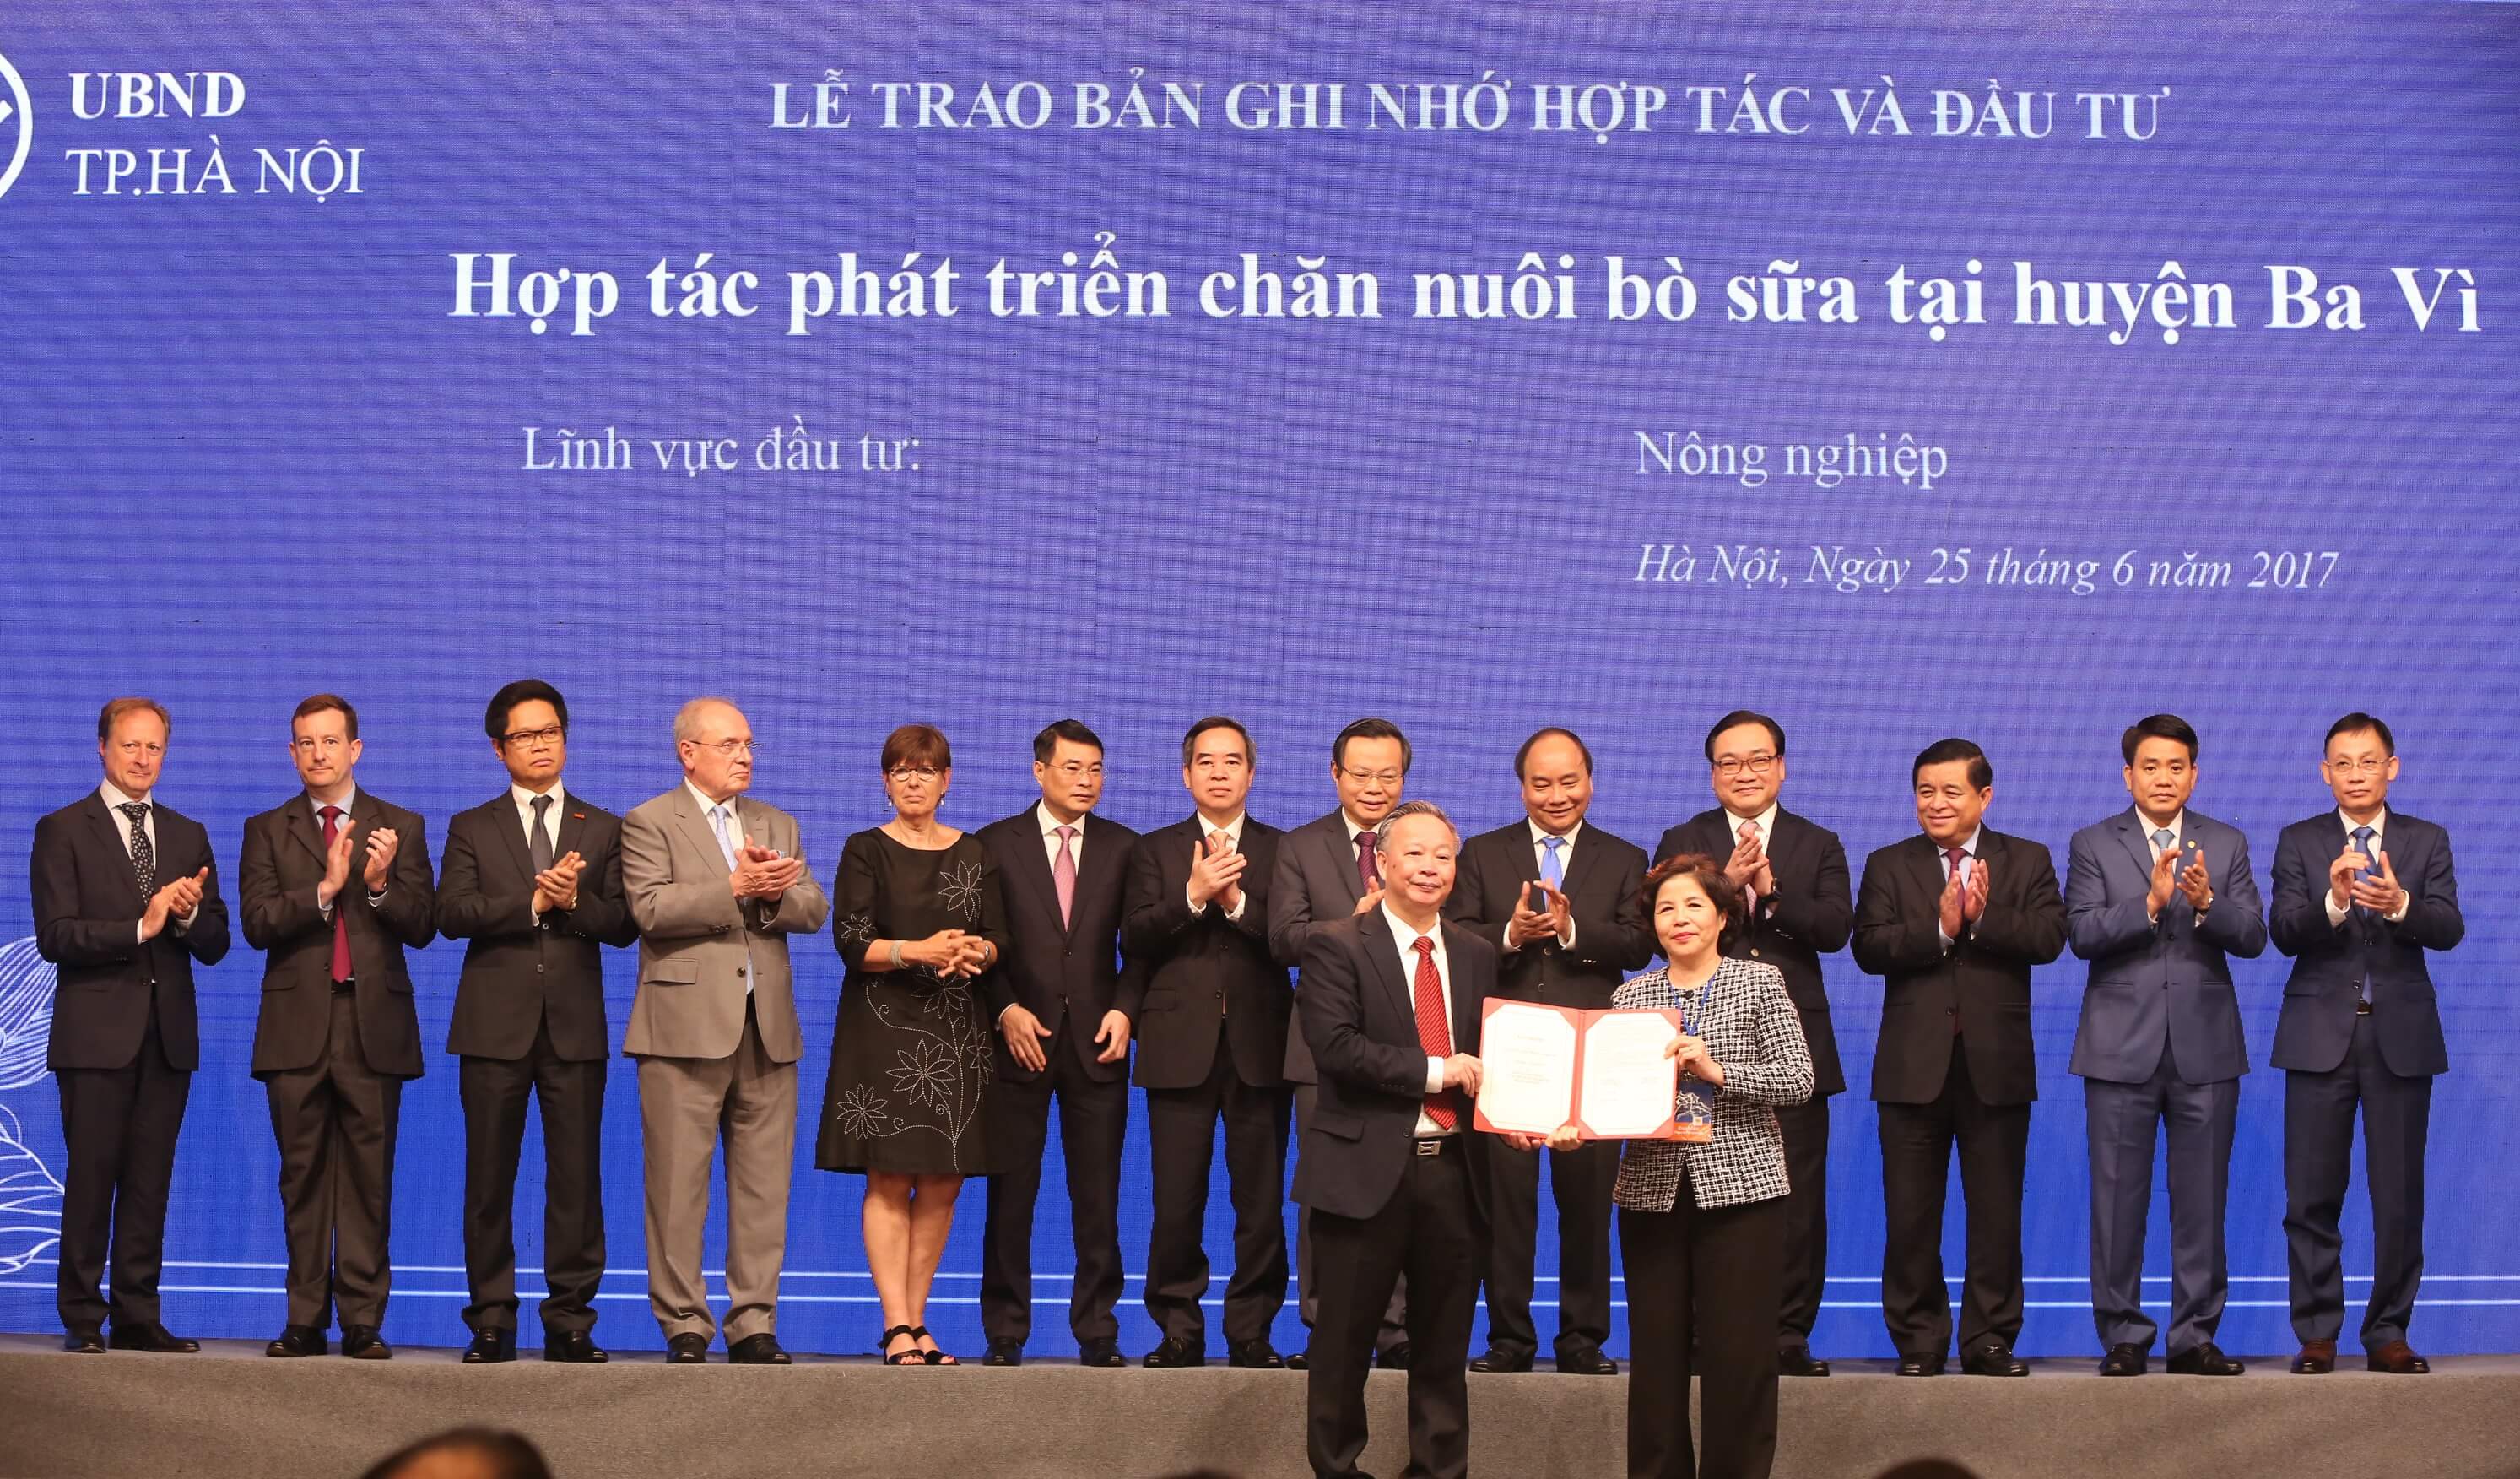 UBND
TP.HÀ NỘI
LỄ TRAO BẢN GHI NHỚ HỢP TÁC VÀ ĐẦU TƯ
Hợp tác phát triển chăn nuôi bò sữa tại huyện Ba Vì
Lĩnh vực đầu tư: Nông nghiệp
Hà Nội, Ngày 25 tháng 6 năm 2017